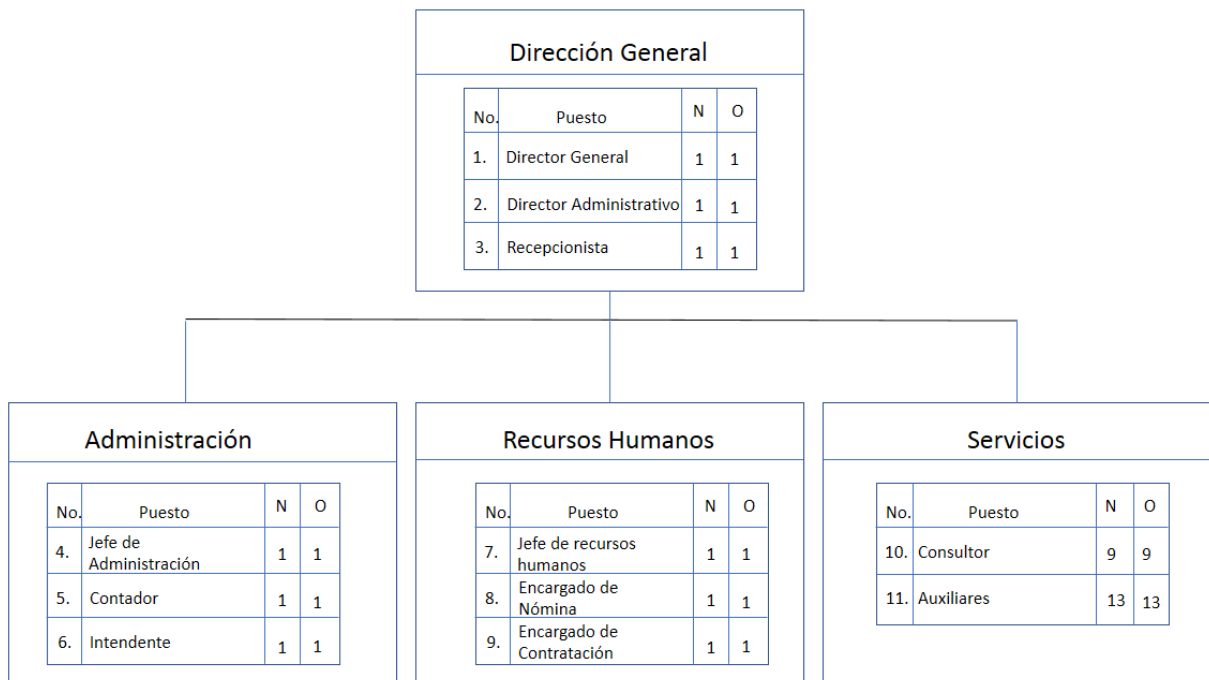 Dirección General
No. Puesto N O
1. Director General 1 1
2. Director Administrativo 1 1
3. Recepcionista 1 1
Administración
No. Puesto N O
4. Jefe de
Administración 1 1
5. Contador 1 1
6. Intendente 1 1
Recursos Humanos
No. Puesto N O
7. Jefe de recursos
humanos 1 1
8. Encargado de
Nómina 1 1
9. Encargado de
Contratación 1 1
Servicios
No. Puesto N O
10. Consultor 9 9
11. Auxiliares 13 13